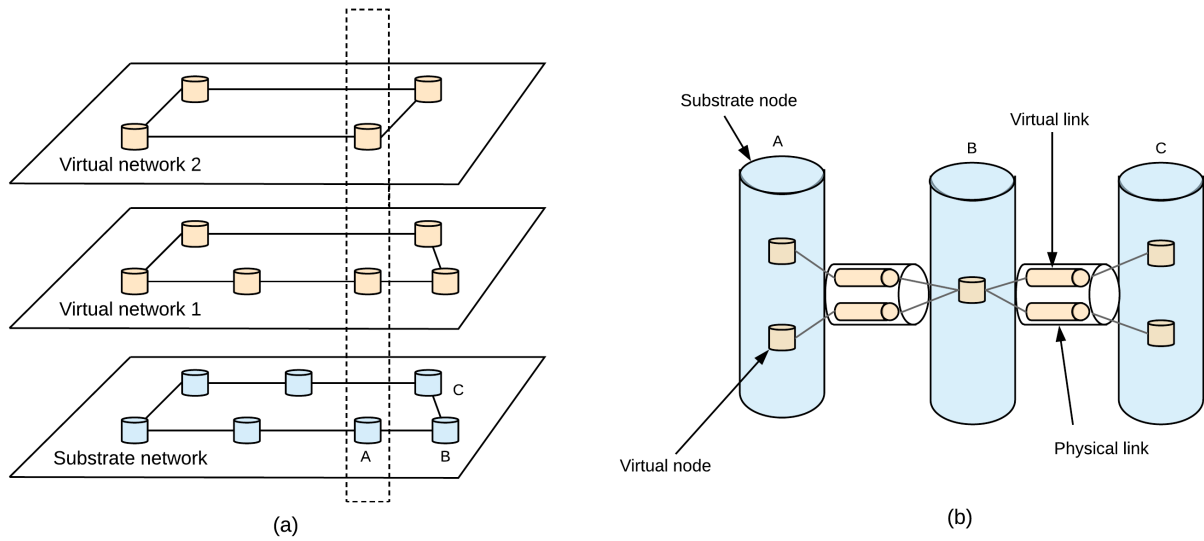 Virtual network 2
Virtual network 1
C
A
B
Substrate network
(a)
Substrate node
Virtual link
A
B
C
Virtual node
Physical link
(b)